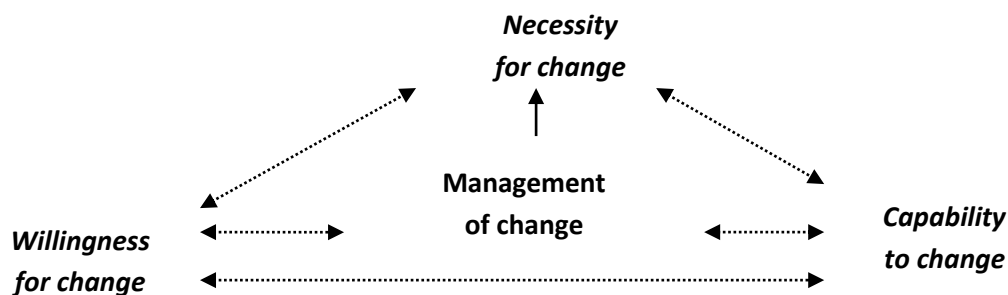 Necessity
for change
Management
of change
Willingness
for change
Capability
to change